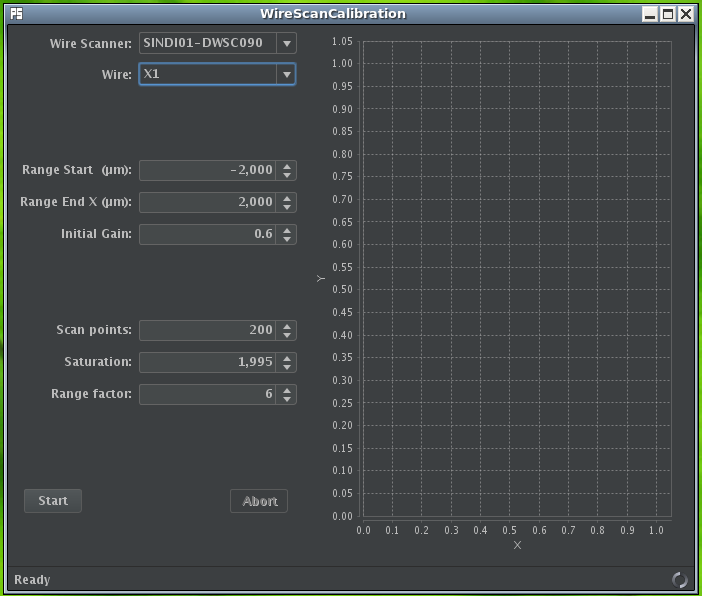 WireScanCalibration
Wire Scanner: SINDI01-DWSC090
Wire: X1
Range Start (µm): -2,000
Range End X (µm): 2,000
Initial Gain: 0.6
Scan points: 200
Saturation: 1,995
Range factor: 6
Start Abort
1.05
1.00
0.95
0.90
0.85
0.80
0.75
0.70
0.65
0.60
0.55
0.50
0.45
0.40
0.35
0.30
0.25
0.20
0.15
0.10
0.05
0.00
Y
0.0 0.1 0.2 0.3 0.4 0.5 0.6 0.7 0.8 0.9 1.0
X
Ready